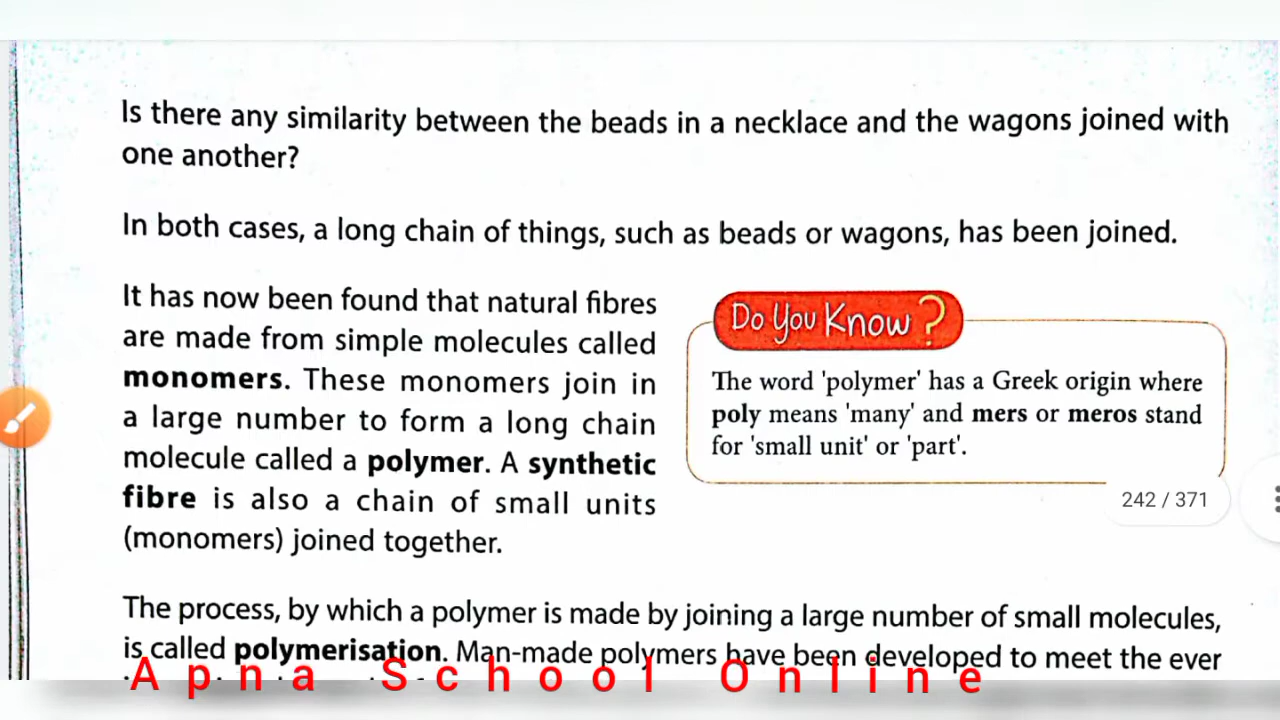 Is there any similarity between the beads in a necklace and the wagons joined with
one another?
In both cases, a long chain of things, such as beads or wagons, has been joined.
It has now been found that natural fibres
are made from simple molecules called
monomers. These monomers join in
a large number to form a long chain
molecule called a polymer. A synthetic
fibre is also a chain of small units
(monomers) joined together.
Do You Know?
The word 'polymer' has a Greek origin where
poly means 'many' and mers or meros stand
for 'small unit' or 'part'.
242 / 371
The process, by which a polymer is made by joining a large number of small molecules,
is called polymerisation. Man-made polymers have been developed to meet the ever
Apna School Online